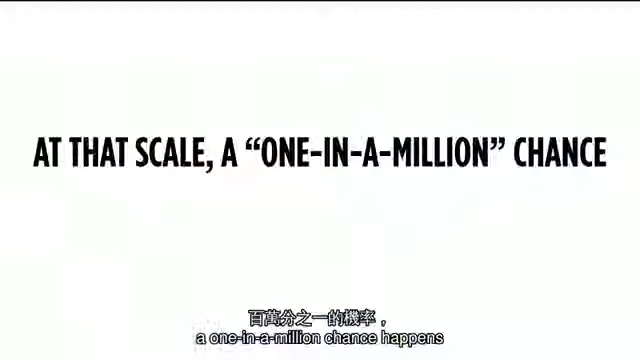 AT THAT SCALE, A “ONE-IN-A-MILLION” CHANCE
百萬分之一的機率，
a one-in-a-million chance happens